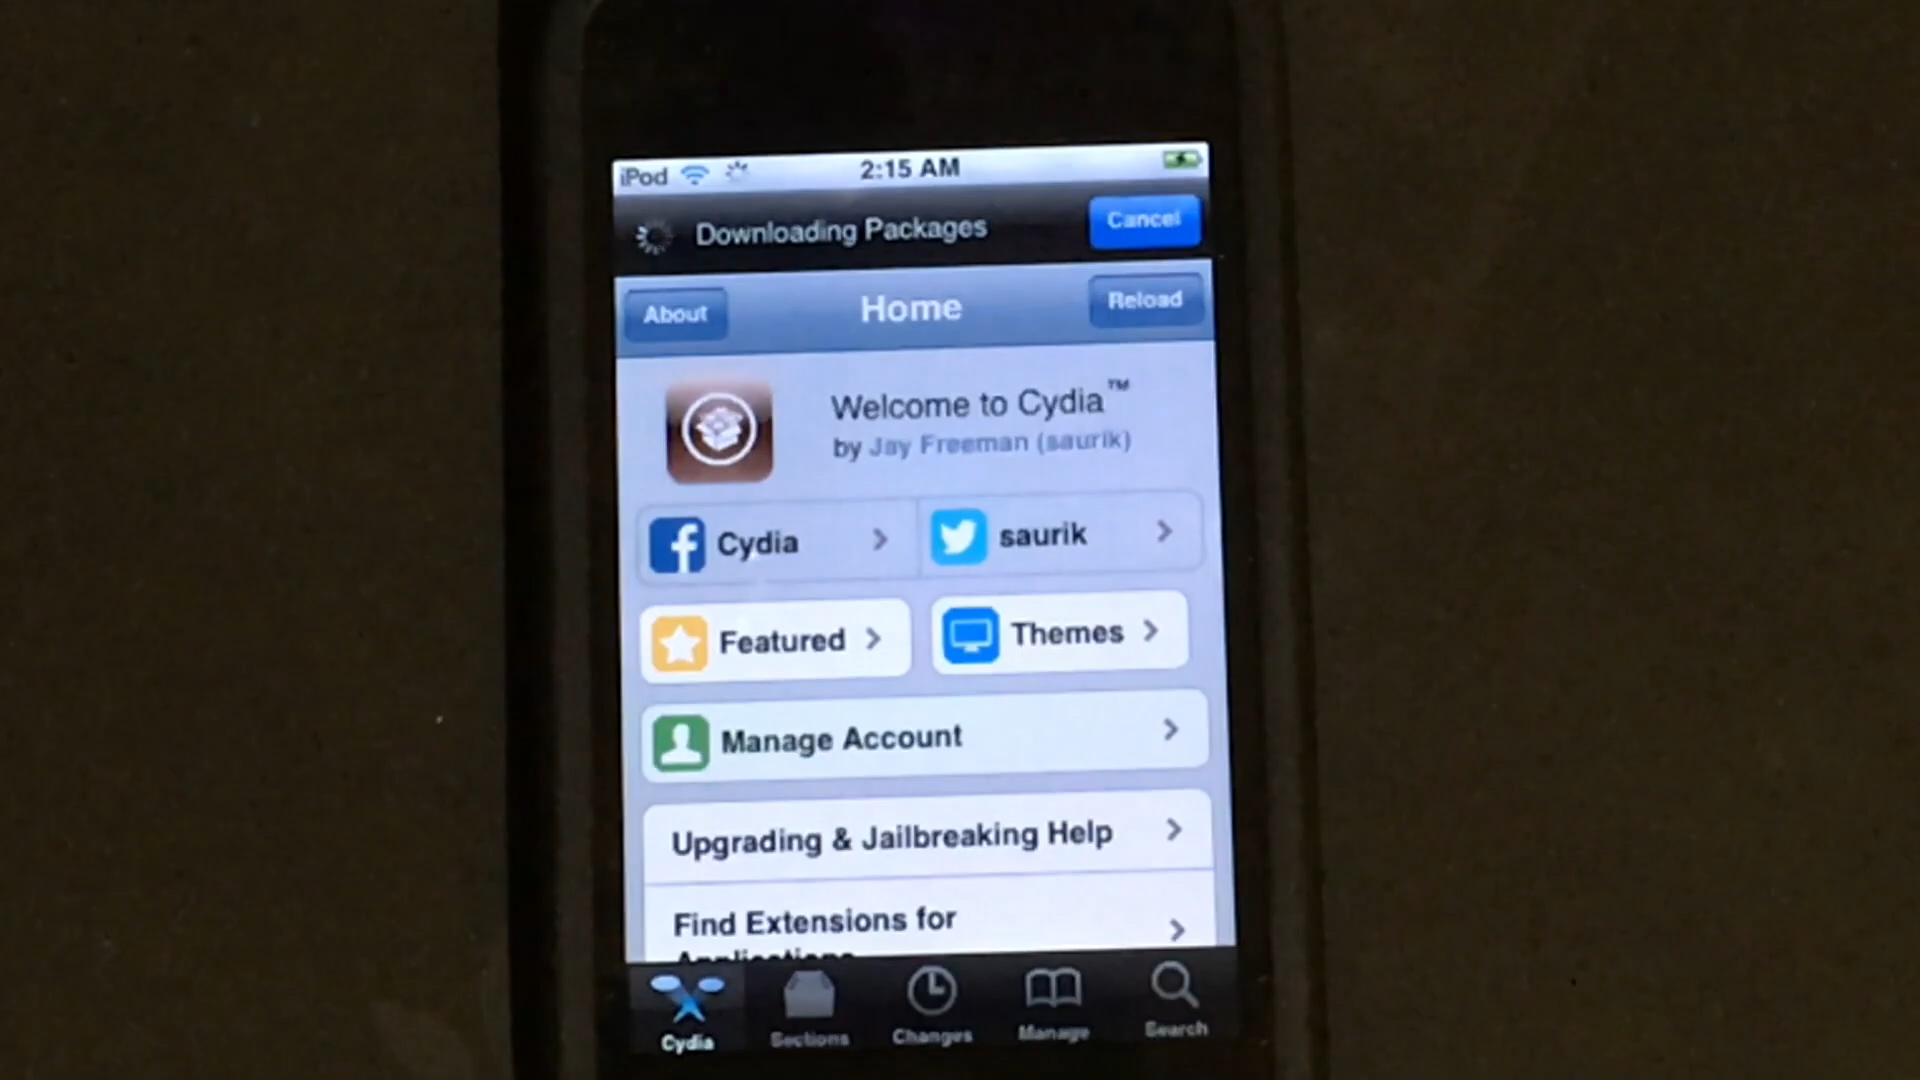 iPod 2:15 AM
Downloading Packages Cancel
About Home Reload
Welcome to Cydia™
by Jay Freeman (saurik)
Cydia saurik
Featured Themes
Manage Account
Upgrading & Jailbreaking Help
Find Extensions for
Applications
Cydia Sections Changes Manage Search